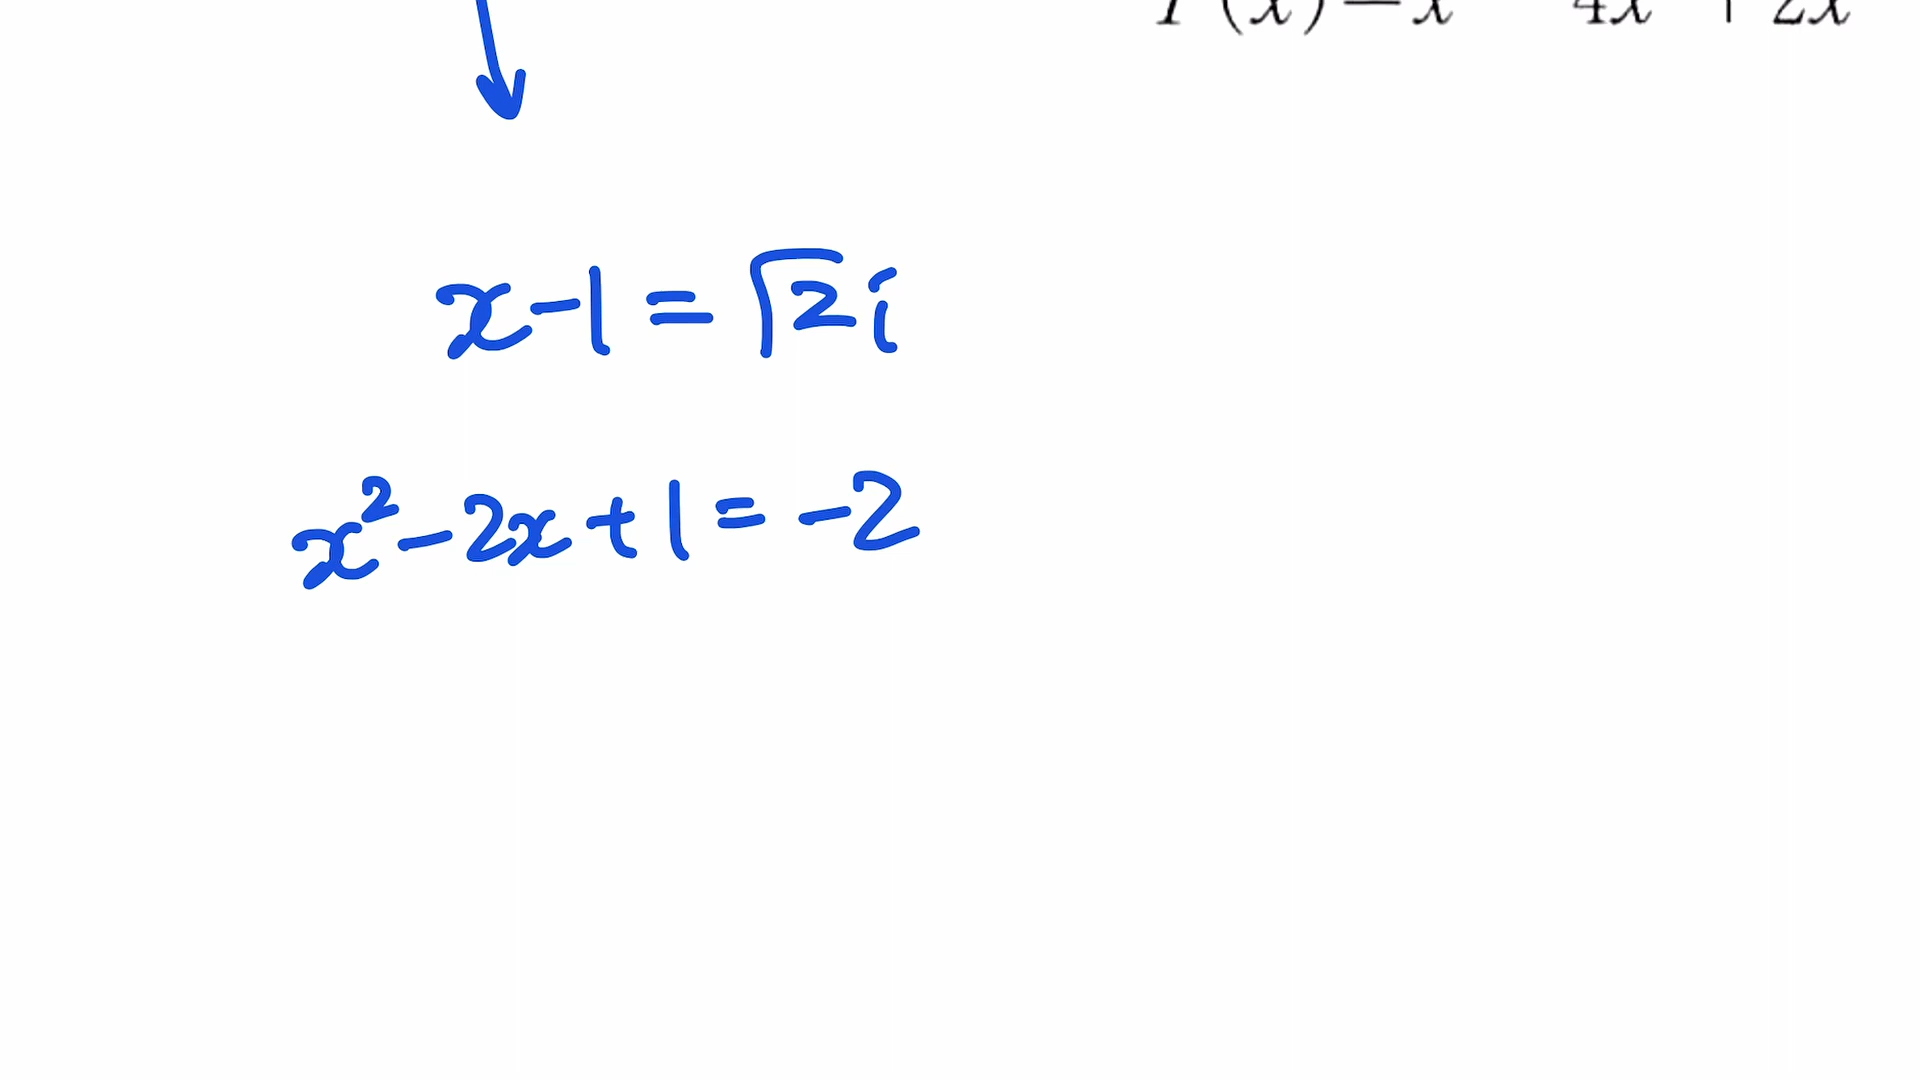 x - 1 = √2 i
x² - 2x + 1 = -2